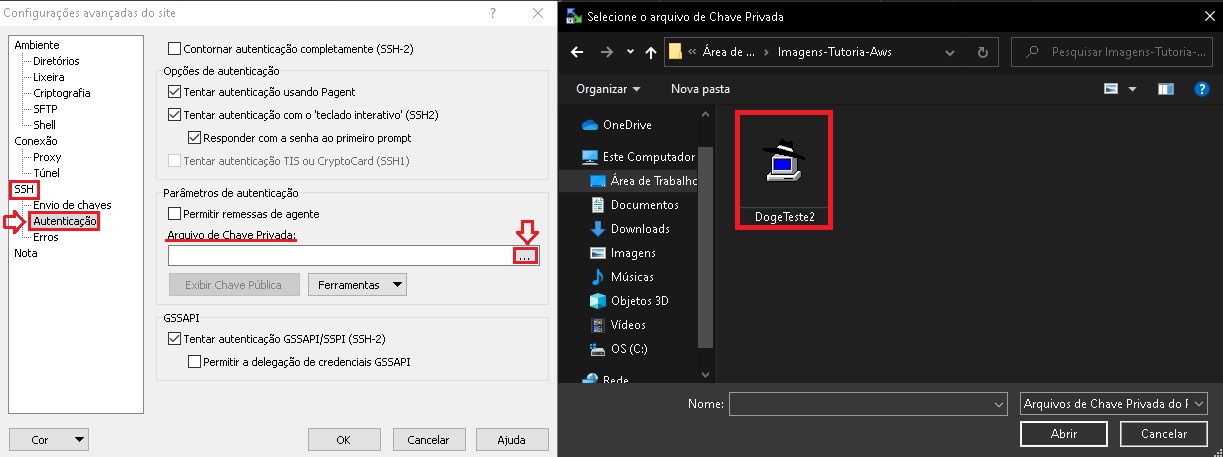 Configurações avançadas do site
?
Ambiente
Diretórios
Lixeira
Criptografia
SFTP
Shell
Conexão
Proxy
Túnel
SSH
Envio de chaves
Autenticação
Erros
Nota
Contornar autenticação completamente (SSH-2)
Opções de autenticação
Tentar autenticação usando Pagent
Tentar autenticação com o 'teclado interativo' (SSH2)
Responder com a senha ao primeiro prompt
Tentar autenticação TIS ou CryptoCard (SSH1)
Parâmetros de autenticação
Permitir remessas de agente
Arquivo de Chave Privada:
...
Exibir Chave Pública
Ferramentas
GSSAPI
Tentar autenticação GSSAPI/SSPI (SSH-2)
Permitir a delegação de credenciais GSSAPI
Cor
OK
Cancelar
Ajuda
Selecione o arquivo de Chave Privada
« Área de ... > Imagens-Tutoria-Aws
Pesquisar Imagens-Tutoria-...
Organizar
Nova pasta
?
OneDrive
Este Computador
Área de Trabalho
Documentos
Downloads
Imagens
Músicas
Objetos 3D
Vídeos
OS (C:)
Rede
DogeTeste2
Nome:
Arquivos de Chave Privada do
Abrir
Cancelar